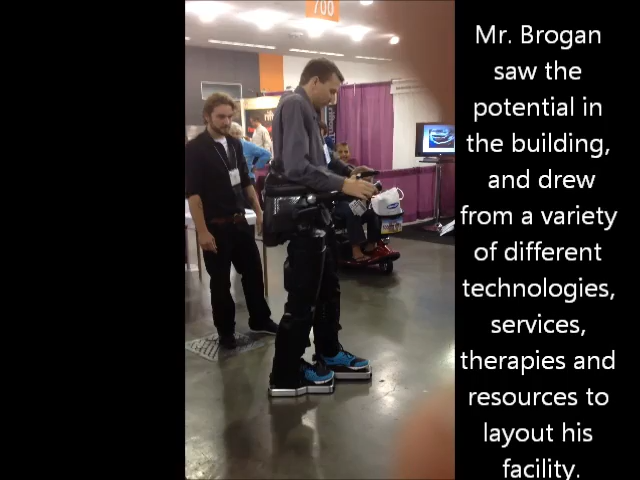 700
Mr. Brogan
saw the
potential in
the building,
and drew
from a variety
of different
technologies,
services,
therapies and
resources to
layout his
facility.